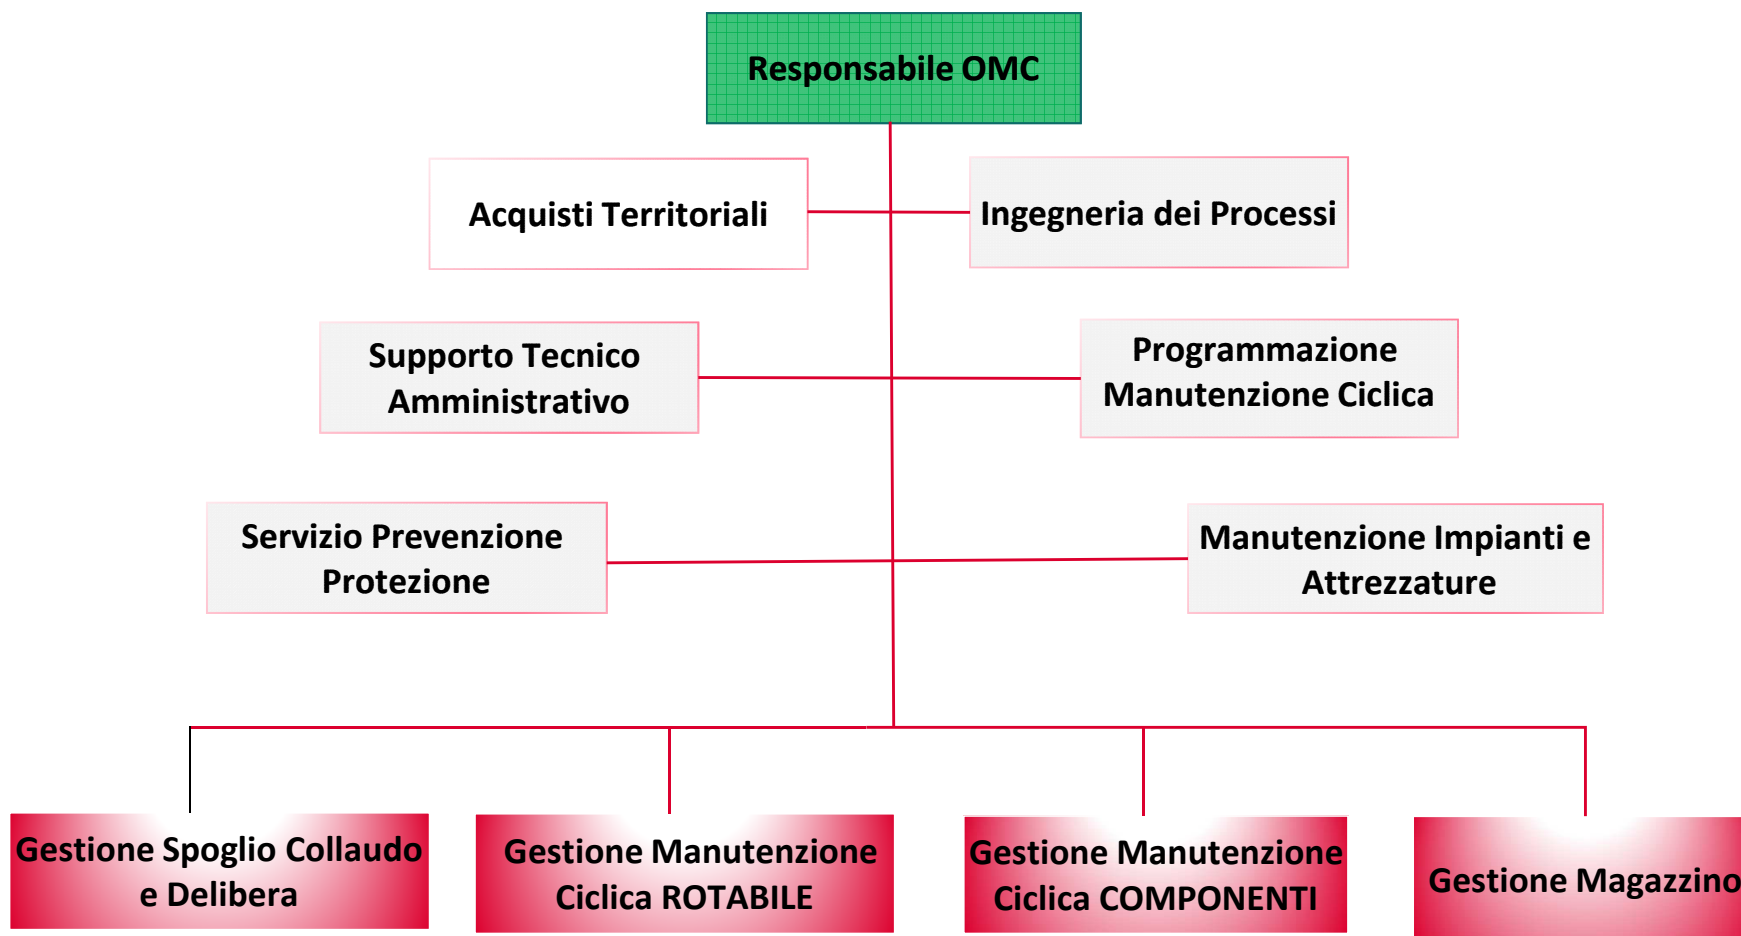 Responsabile OMC
Acquisti Territoriali
Ingegneria dei Processi
Supporto Tecnico
Amministrativo
Programmazione
Manutenzione Ciclica
Servizio Prevenzione
Protezione
Manutenzione Impianti e
Attrezzature
Gestione Spoglio Collaudo
e Delibera
Gestione Manutenzione
Ciclica ROTABILE
Gestione Manutenzione
Ciclica COMPONENTI
Gestione Magazzino